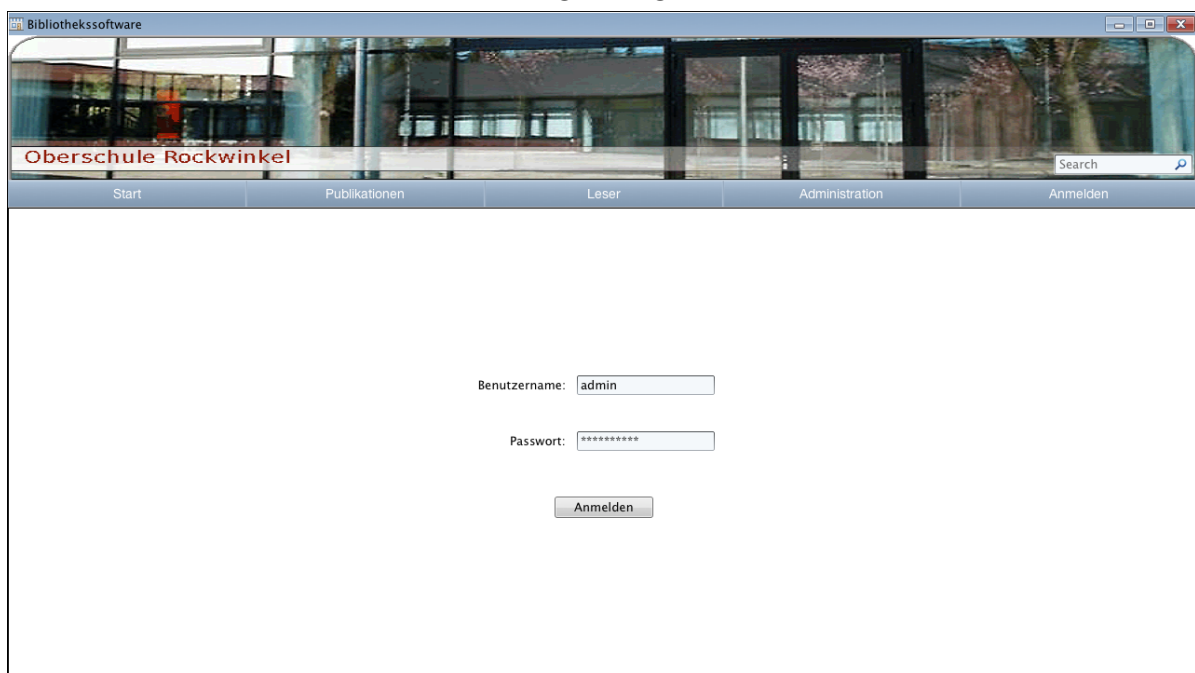 Bibliothekssoftware
Oberschule Rockwinkel
Search
Start Publikationen Leser Administration Anmelden
Benutzername: admin
Passwort: **********
Anmelden